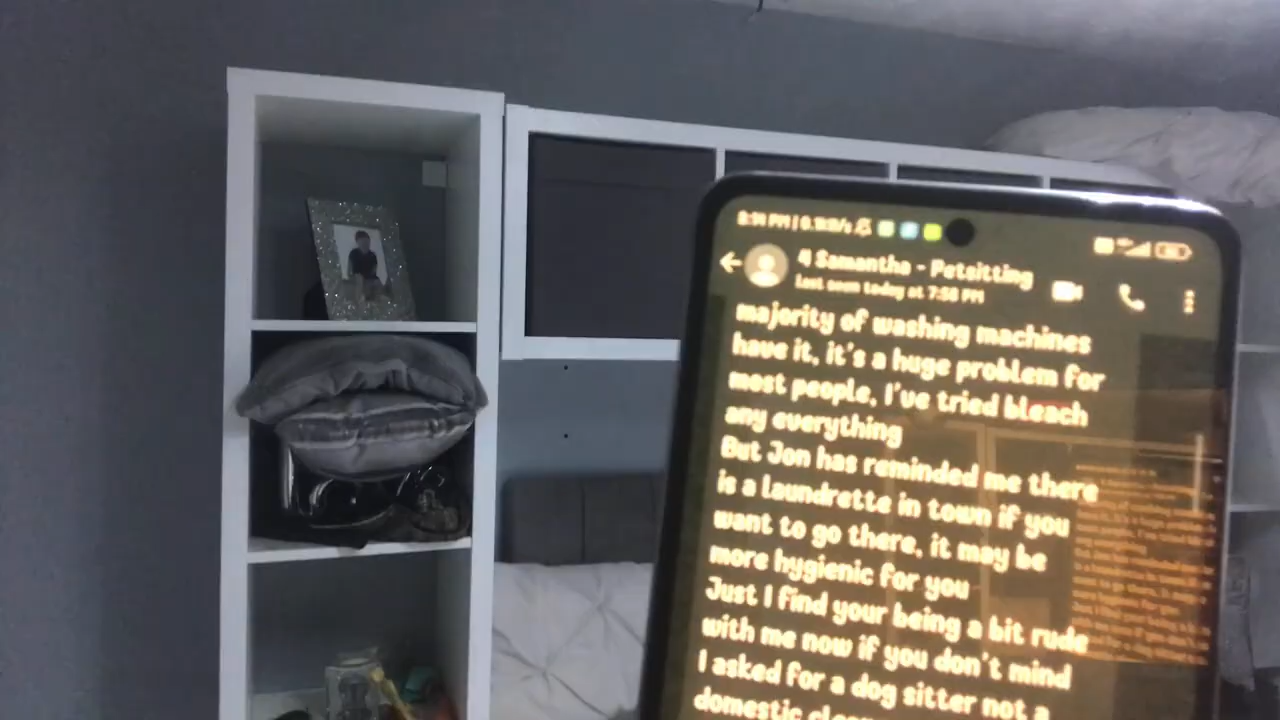 4 Samantha - Petsitting
last seen today at 7:58 PM
majority of washing machines
have it, it's a huge problem for
most people, I've tried bleach
any everything
But Jon has reminded me there
is a laundrette in town if you
want to go there, it may be
more hygienic for you
Just I find your being a bit rude
with me now if you don't mind
I asked for a dog sitter not a
domestic